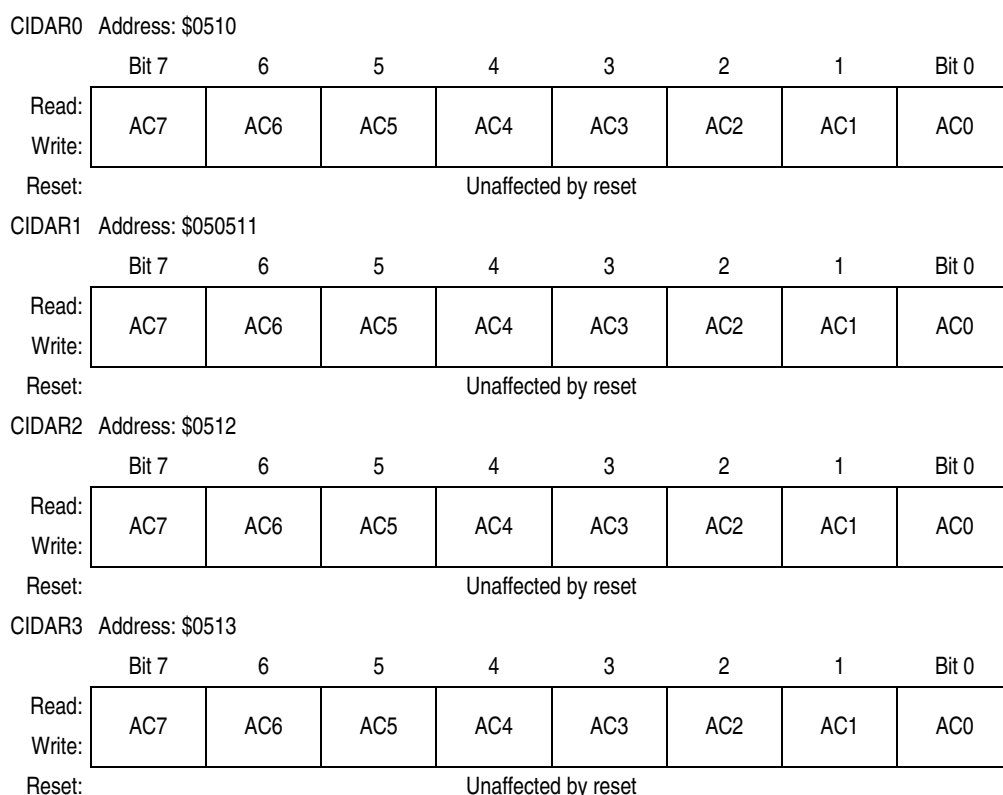 CIDAR0 Address: $0510
Bit 7 6 5 4 3 2 1 Bit 0
Read:
AC7 AC6 AC5 AC4 AC3 AC2 AC1 AC0
Write:
Reset: Unaffected by reset
CIDAR1 Address: $050511
Bit 7 6 5 4 3 2 1 Bit 0
Read:
AC7 AC6 AC5 AC4 AC3 AC2 AC1 AC0
Write:
Reset: Unaffected by reset
CIDAR2 Address: $0512
Bit 7 6 5 4 3 2 1 Bit 0
Read:
AC7 AC6 AC5 AC4 AC3 AC2 AC1 AC0
Write:
Reset: Unaffected by reset
CIDAR3 Address: $0513
Bit 7 6 5 4 3 2 1 Bit 0
Read:
AC7 AC6 AC5 AC4 AC3 AC2 AC1 AC0
Write:
Reset: Unaffected by reset